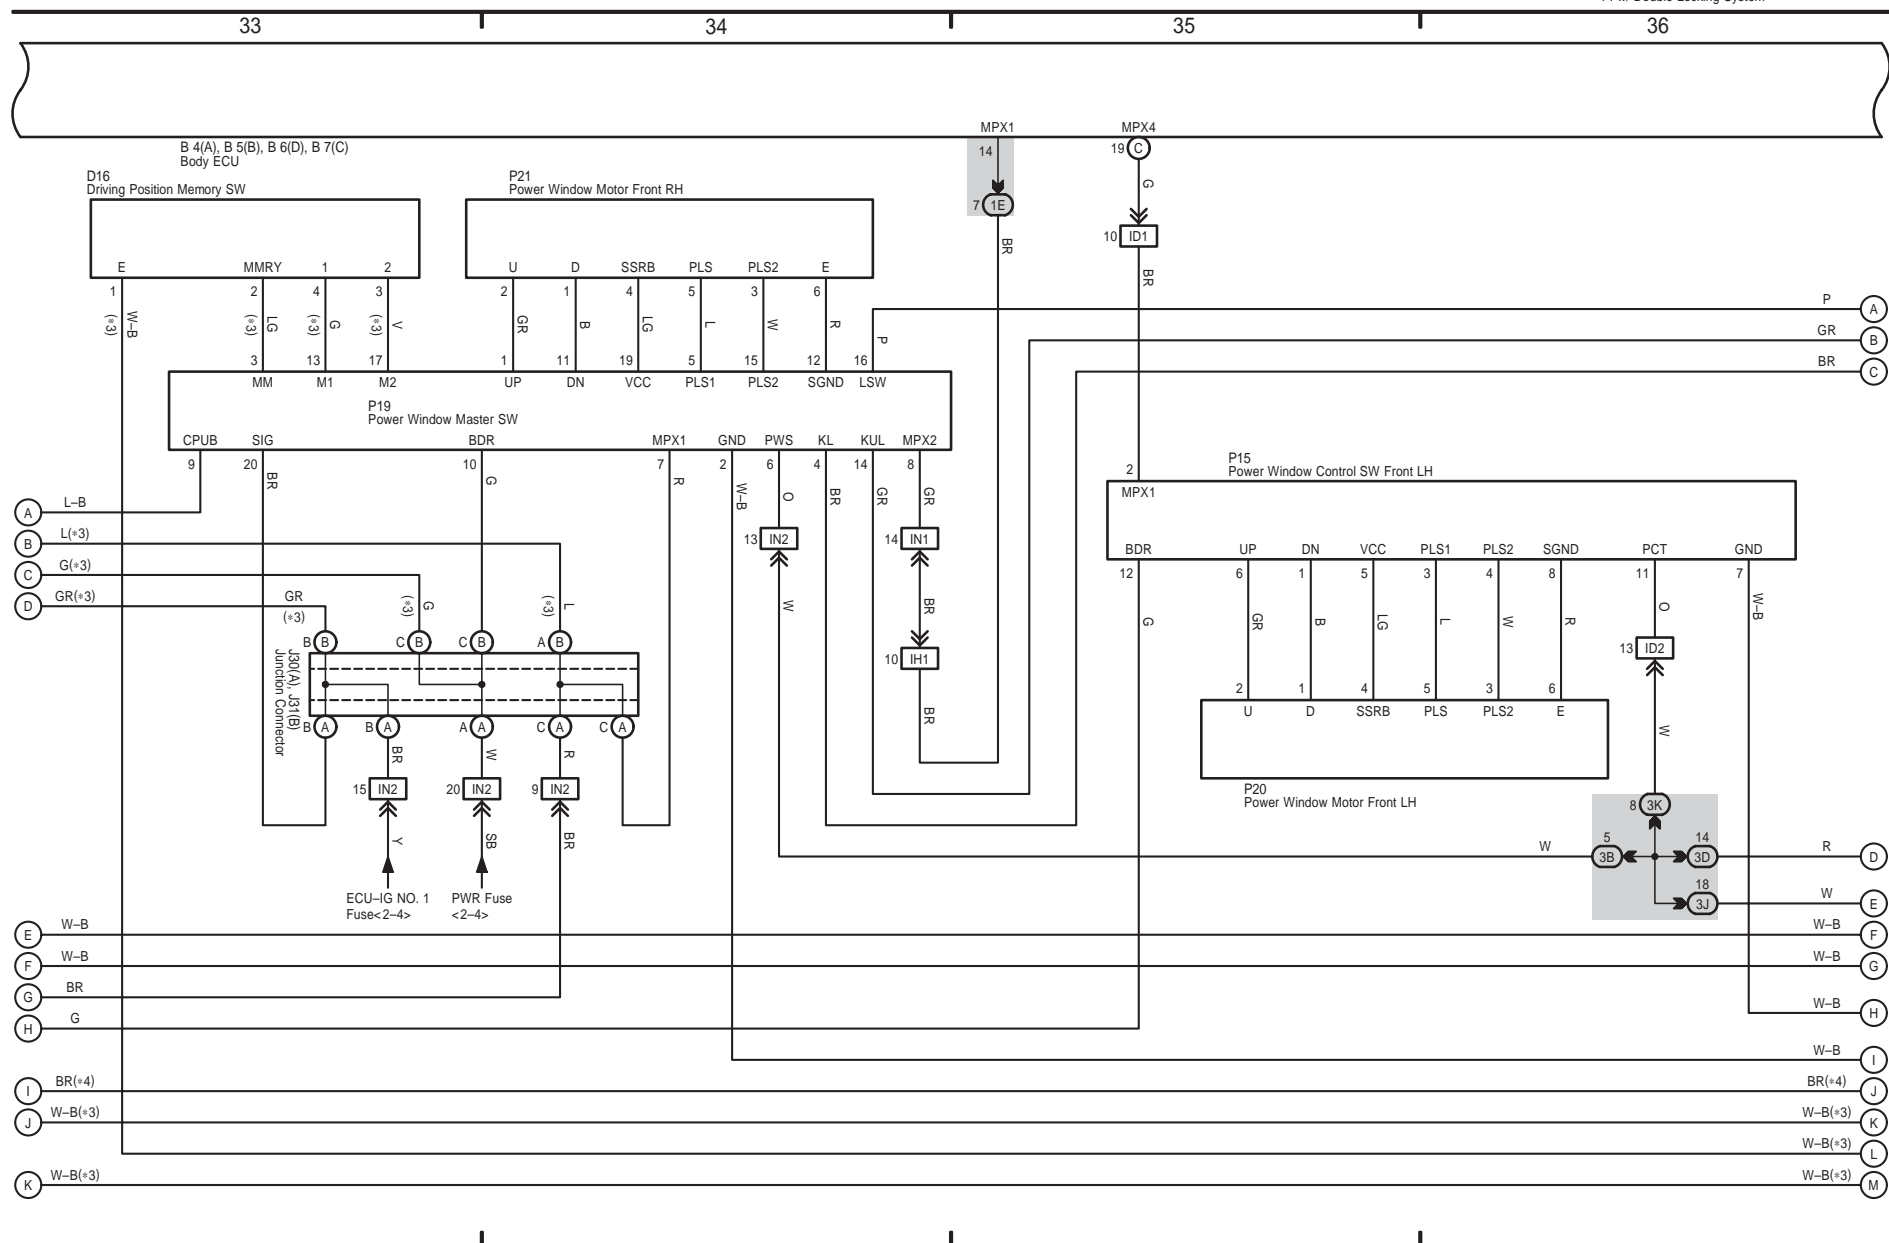 33 34 35 36
MPX1 MPX4
B 4(A), B 5(B), B 6(D), B 7(C)
Body ECU
14 19 C
D16
Driving Position Memory SW
P21
Power Window Motor Front RH
G
7 1E
10 ID1
BR BR
E MMRY 1 2 U D SSRB PLS PLS2 E
1 2 4 3 2 1 4 5 3 6
(*3) W–B (*3) LG (*3) G (*3) V GR B LG L W R P
P A
GR B
BR C
3 13 17 1 11 19 5 15 12 16
MM M1 M2 UP DN VCC PLS1 PLS2 SGND LSW
P19
Power Window Master SW
CPUB SIG BDR MPX1 GND PWS KL KUL MPX2
9 20 10 7 2 6 4 14 8
BR G R W–B O BR GR GR
P15
Power Window Control SW Front LH
2
MPX1
A L–B
B L(*3)
C G(*3)
D GR(*3) GR (*3)
(*3) G (*3) L
13 IN2 14 IN1
W BR
10 IH1
BR
BDR UP DN VCC PLS1 PLS2 SGND PCT GND
12 6 1 5 3 4 8 11 7
G GR B LG L W R O W–B
13 ID2
W
B B C B C B A B
J30(A), J31(B)
Junction Connector
B A B A A A C A C A
BR W R
15 IN2 20 IN2 9 IN2
Y SB BR
2 1 4 5 3 6
U D SSRB PLS PLS2 E
P20
Power Window Motor Front LH
8 3K
W 5 3B 14 3D R D
18 3J W E
ECU–IG NO. 1
Fuse<2–4>
PWR Fuse
<2–4>
E W–B W–B F
F W–B W–B G
G BR
W–B H
H G
W–B I
I BR(*4) BR(*4) J
J W–B(*3) W–B(*3) K
W–B(*3) L
K W–B(*3) W–B(*3) M